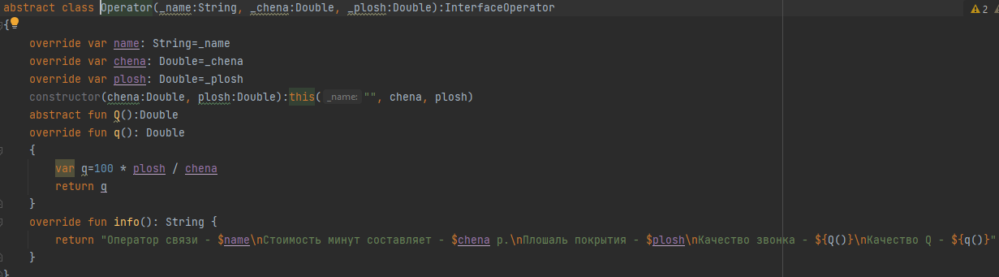 abstract class Operator(_name:String, _chena:Double, _plosh:Double):InterfaceOperator
2
{
override var name: String=_name
override var chena: Double=_chena
override var plosh: Double=_plosh
constructor(chena:Double, plosh:Double):this( _name: "", chena, plosh)
abstract fun Q():Double
override fun q(): Double
{
var q=100 * plosh / chena
return q
}
override fun info(): String {
return "Оператор связи - $name\nСтоимость минут составляет - $chena р.\nПлошаль покрытия - $plosh\nКачество звонка - ${Q()}\nКачество Q - ${q()}"
}
}